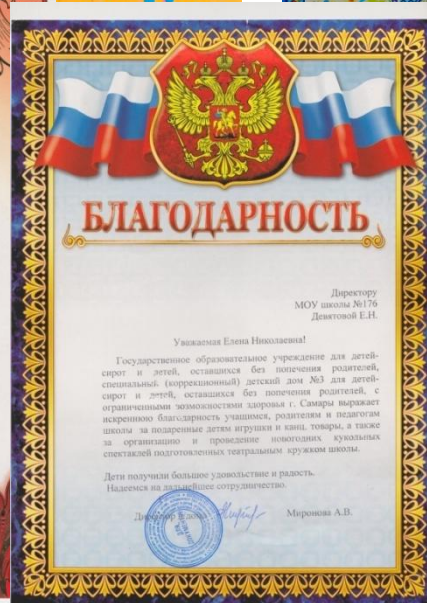 БЛАГОДАРНОСТЬ
Директору
МОУ школы №176
Девятовой Е.Н.
Уважаемая Елена Николаевна!
Государственное образовательное учреждение для детей-
сирот и детей, оставшихся без попечения родителей,
специальный (коррекционный) детский дом №3 для детей-
сирот и детей, оставшихся без попечения родителей, с
ограниченными возможностями здоровья г. Самары выражает
искреннюю благодарность учащимся, родителям и педагогам
школы за подаренные детям игрушки и канц. товары, а также
за организацию и проведение новогодних кукольных
спектаклей подготовленных театральным кружком школы.
Дети получили большое удовольствие и радость.
Надеемся на дальнейшее сотрудничество.
Директор Миронова А.В.